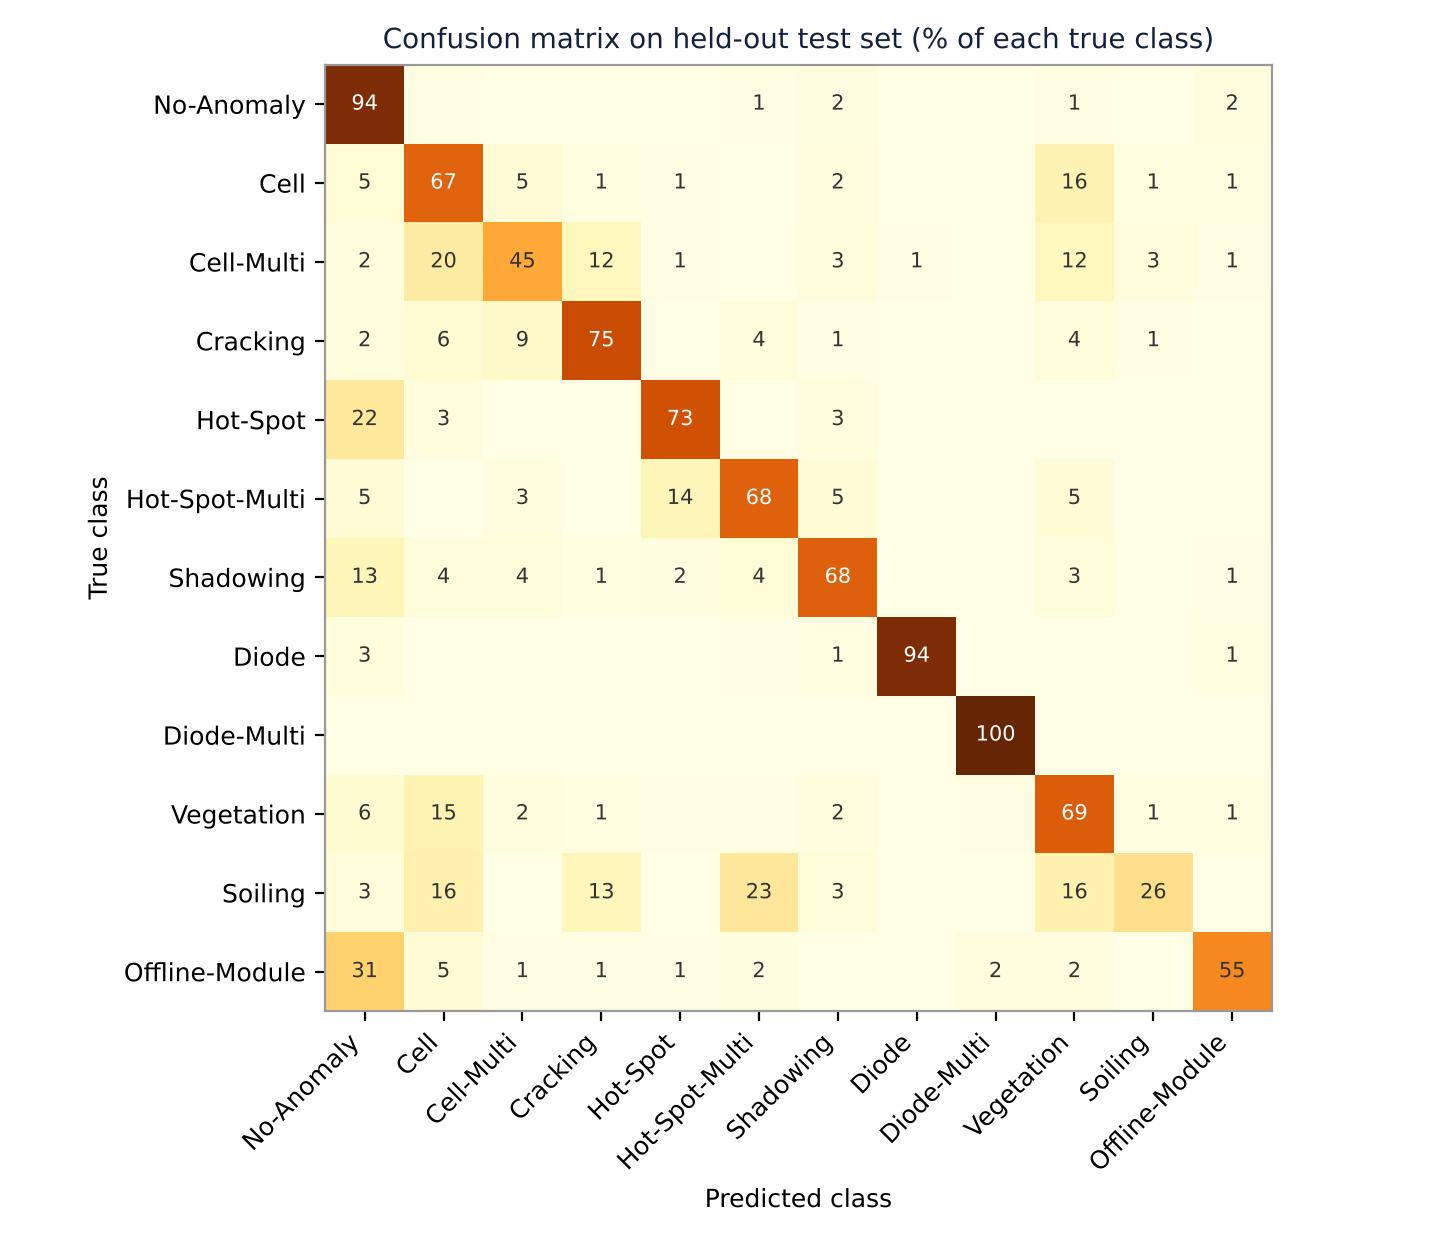 Confusion matrix on held-out test set (% of each true class)
No-Anomaly 94 1 2 1 2
Cell 5 67 5 1 1 2 16 1 1
Cell-Multi 2 20 45 12 1 3 1 12 3 1
Cracking 2 6 9 75 4 1 4 1
Hot-Spot 22 3 73 3
Hot-Spot-Multi 5 3 14 68 5 5
Shadowing 13 4 4 1 2 4 68 3 1
Diode 3 1 94 1
Diode-Multi 100
Vegetation 6 15 2 1 2 69 1 1
Soiling 3 16 13 23 3 16 26
Offline-Module 31 5 1 1 1 2 2 2 55
True class
No-Anomaly
Cell
Cell-Multi
Cracking
Hot-Spot
Hot-Spot-Multi
Shadowing
Diode
Diode-Multi
Vegetation
Soiling
Offline-Module
Predicted class